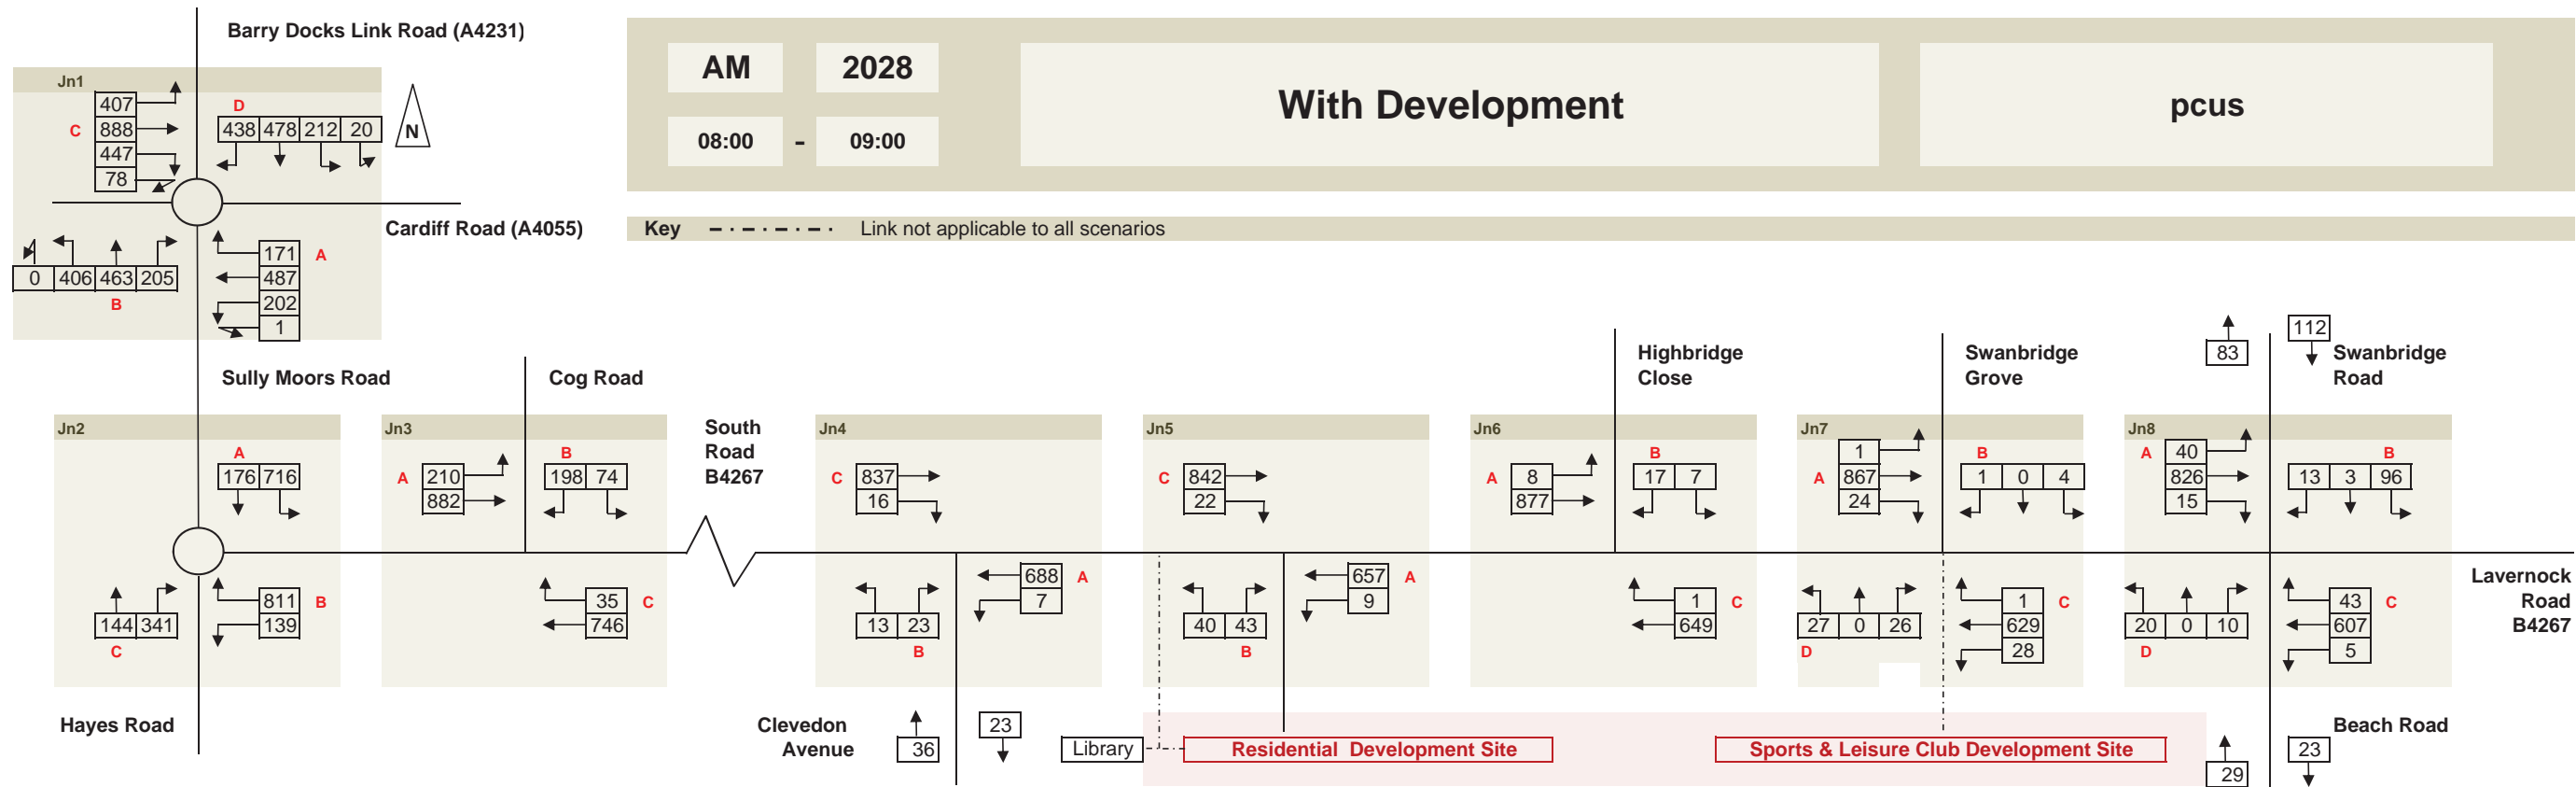 Barry Docks Link Road (A4231)
AM 2028
With Development
pcus
08:00 - 09:00
Jn1
407
C 888
447
78
D
438 478 212 20
N
Cardiff Road (A4055)
Key Link not applicable to all scenarios
0 406 463 205
B
171 A
487
202
1
Sully Moors Road
Cog Road
South
Road
B4267
Highbridge
Close
Swanbridge
Grove
83
112
Swanbridge
Road
Jn2
A
176 716
144 341
C
811 B
139
Hayes Road
Jn3
A 210
882
B
198 74
35 C
746
Jn4
C 837
16
688 A
7
13 23
B
Clevedon
Avenue
36
23
Jn5
C 842
22
657 A
9
40 43
B
Library
Residential Development Site
Jn6
A 8
877
B
17 7
1 C
649
Jn7
1
A 867
24
B
1 0 4
27 0 26
D
1 C
629
28
Sports & Leisure Club Development Site
Jn8
A 40
826
15
B
13 3 96
20 0 10
D
43 C
607
5
Lavernock
Road
B4267
Beach Road
29
23